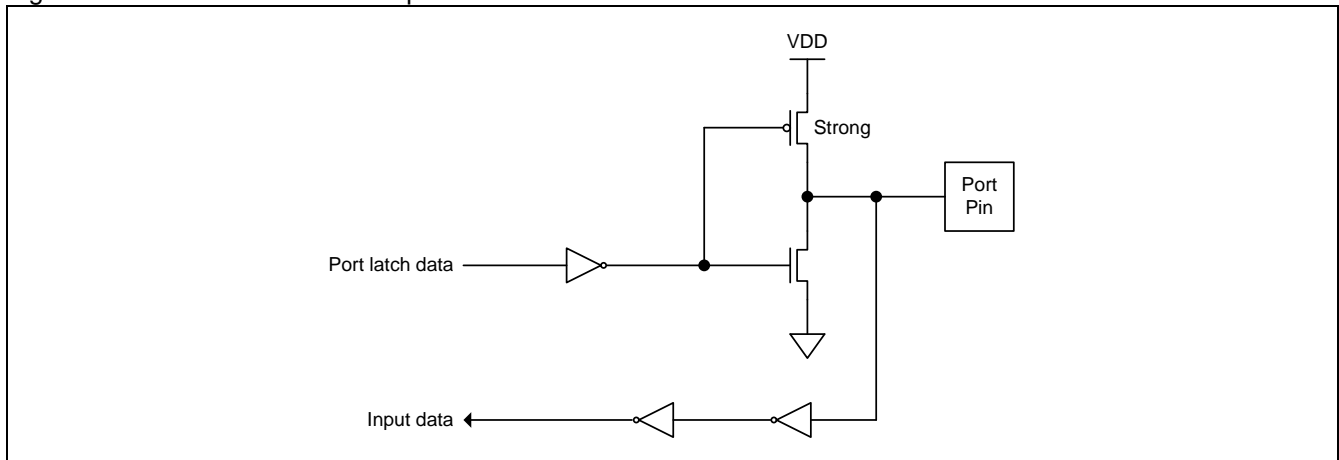 VDD
Strong
Port
Pin
Port latch data
Input data